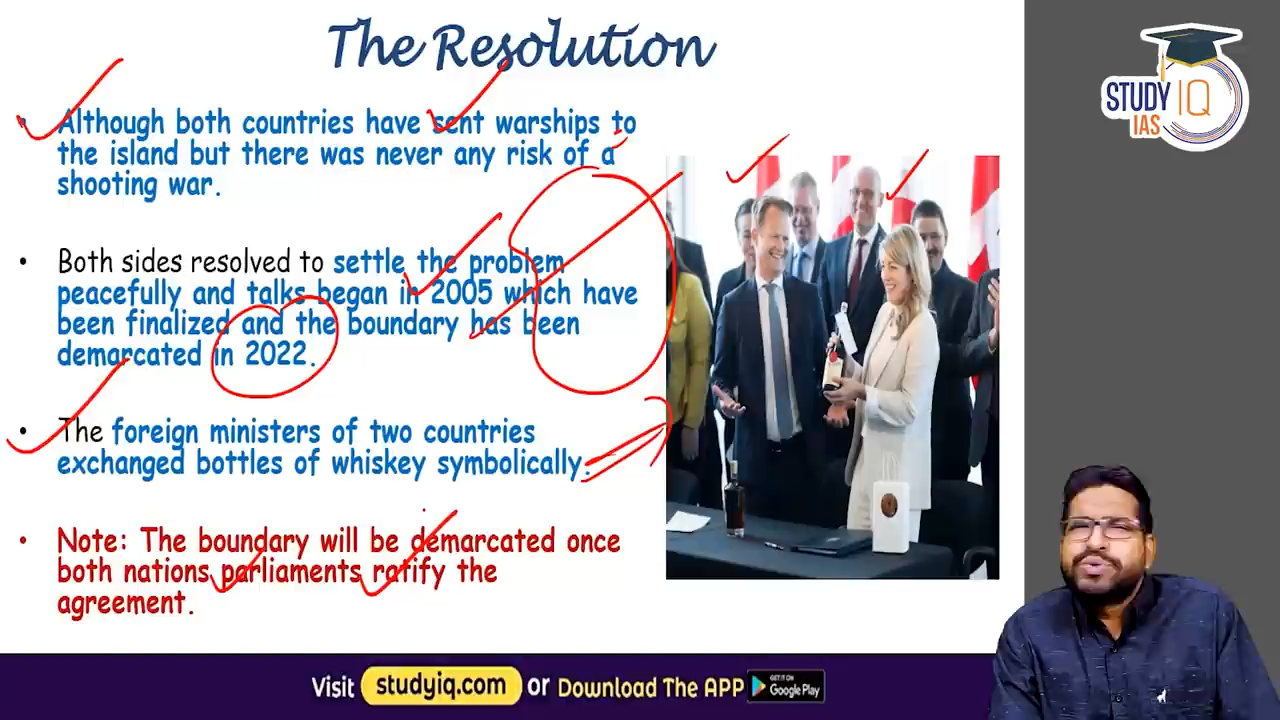 The Resolution
• Although both countries have sent warships to
the island but there was never any risk of a
shooting war.
• Both sides resolved to settle the problem
peacefully and talks began in 2005 which have
been finalized and the boundary has been
demarcated in 2022.
• The foreign ministers of two countries
exchanged bottles of whiskey symbolically.
• Note: The boundary will be demarcated once
both nations parliaments ratify the
agreement.
STUDY IQ
IAS
Visit studyiq.com or Download The APP GET IT ON Google Play